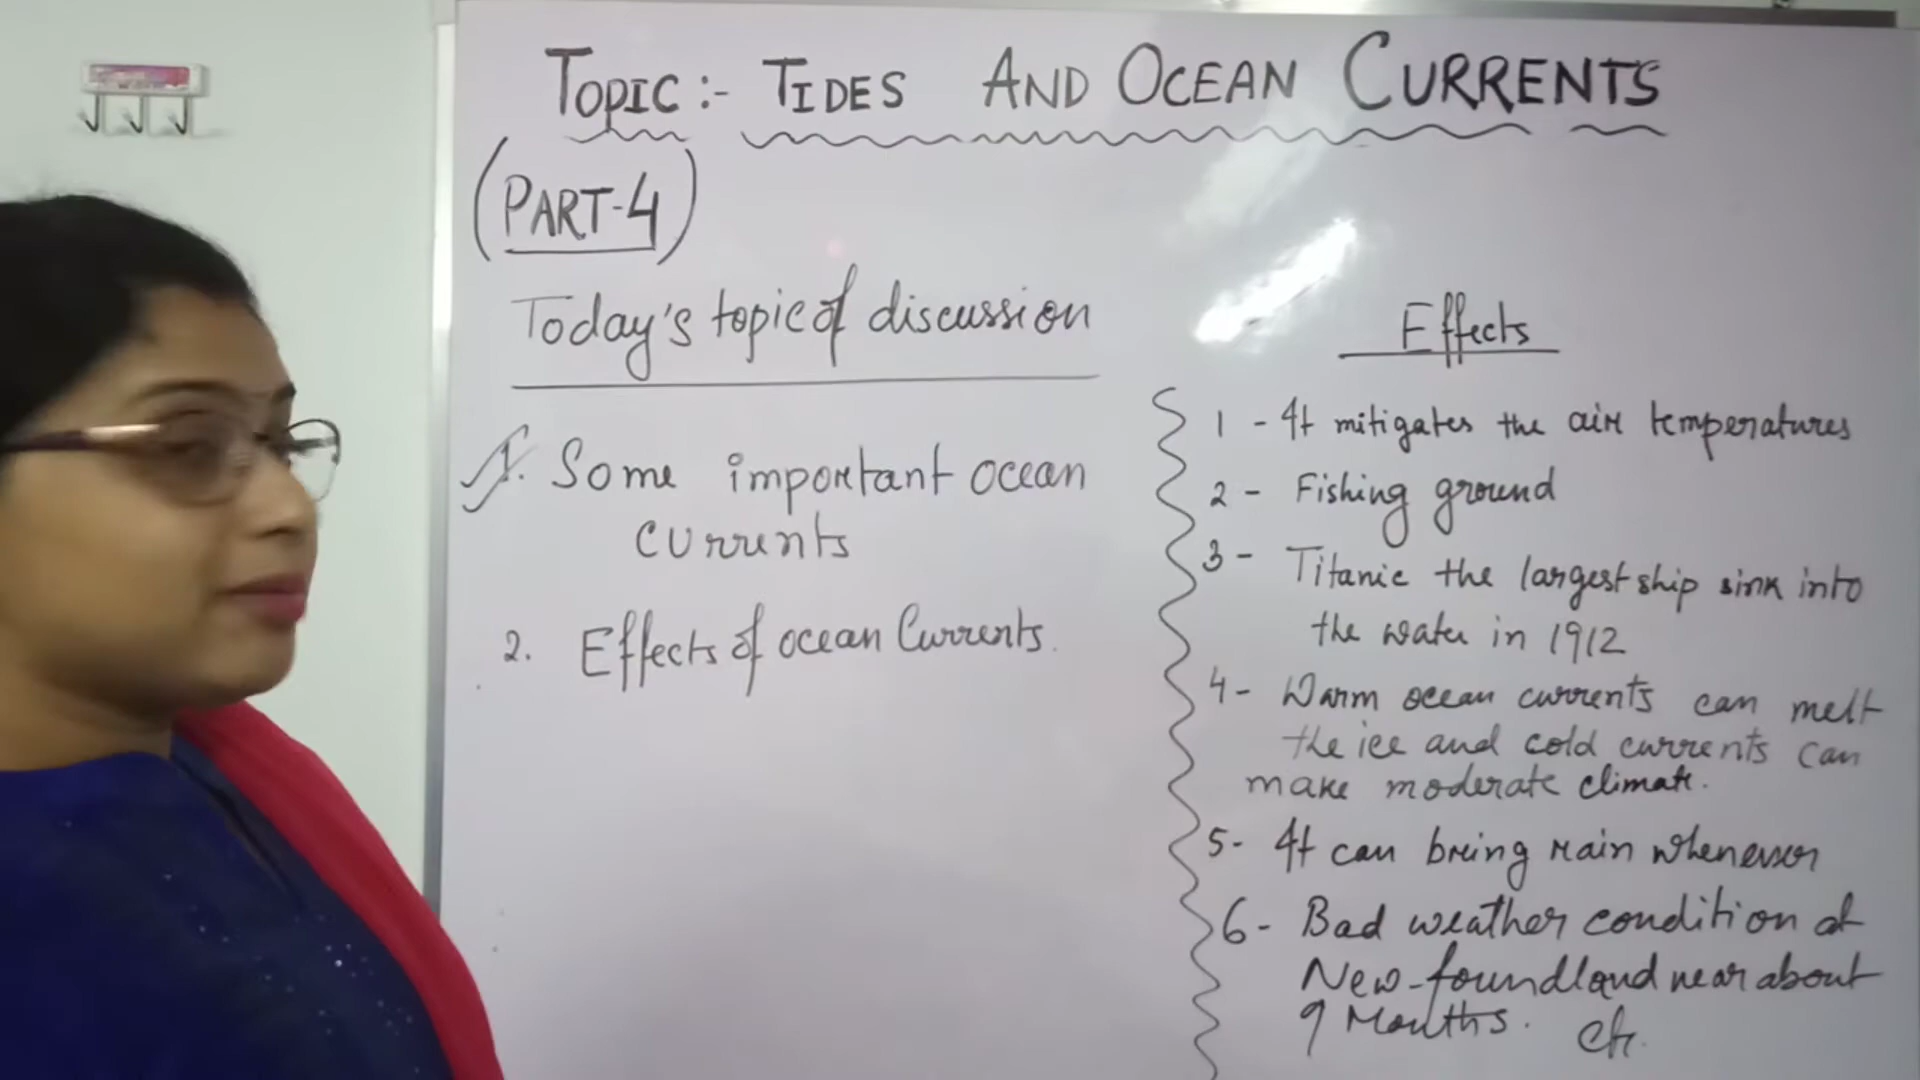 TOPIC :- TIDES AND OCEAN CURRENTS
(PART-4)
Today's topic of discussion
1. Some important ocean
currents
2. Effects of ocean Currents.
Effects
1 - It mitigates the air temperatures
2 - Fishing ground
3 - Titanic the largest ship sink into
the water in 1912
4 - Warm ocean currents can melt
the ice and cold currents can
make moderate climate.
5 - It can bring rain whenever
6 - Bad weather condition at
New-foundland near about
9 Months. etc.